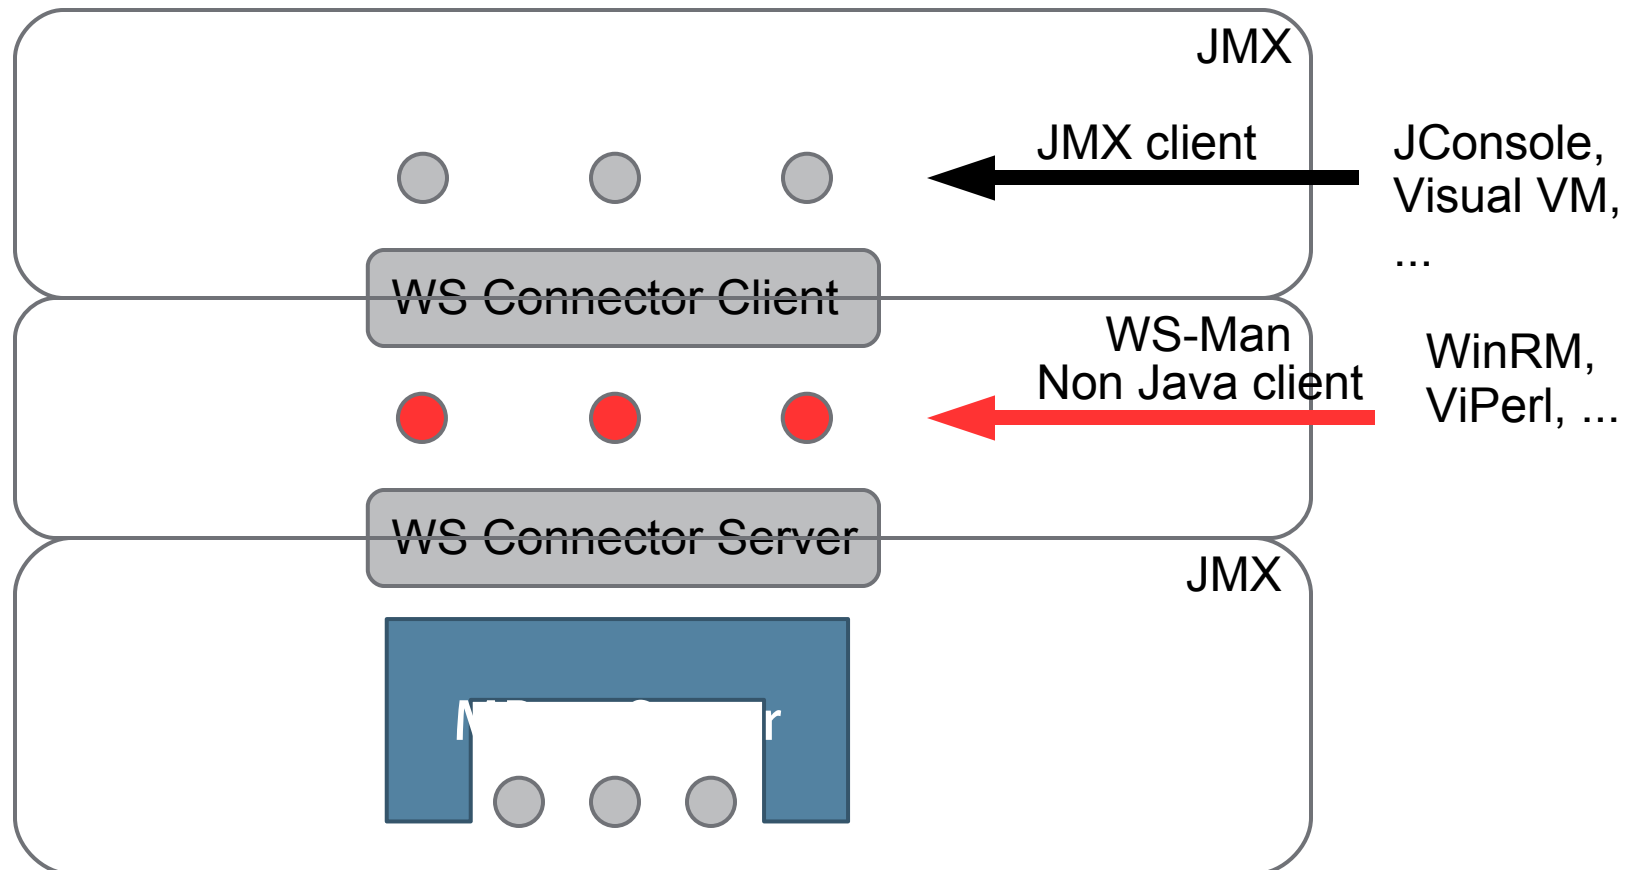 JMX
JMX client
JConsole,
Visual VM,
...
WS Connector Client
WS-Man
Non Java client
WinRM,
ViPerl, ...
WS Connector Server
JMX